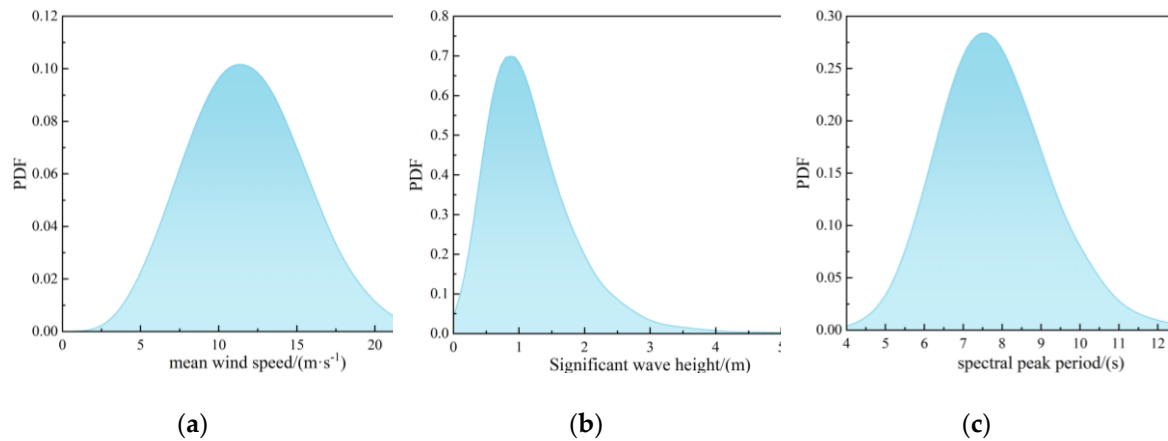 0.12
0.10
0.08
0.06
0.04
0.02
0.00
PDF
0 5 10 15 20
mean wind speed/(m·s⁻¹)
(a)
0.8
0.7
0.6
0.5
0.4
0.3
0.2
0.1
0.0
PDF
0 1 2 3 4 5
Significant wave height/(m)
(b)
0.30
0.25
0.20
0.15
0.10
0.05
0.00
PDF
4 5 6 7 8 9 10 11 12
spectral peak period/(s)
(c)